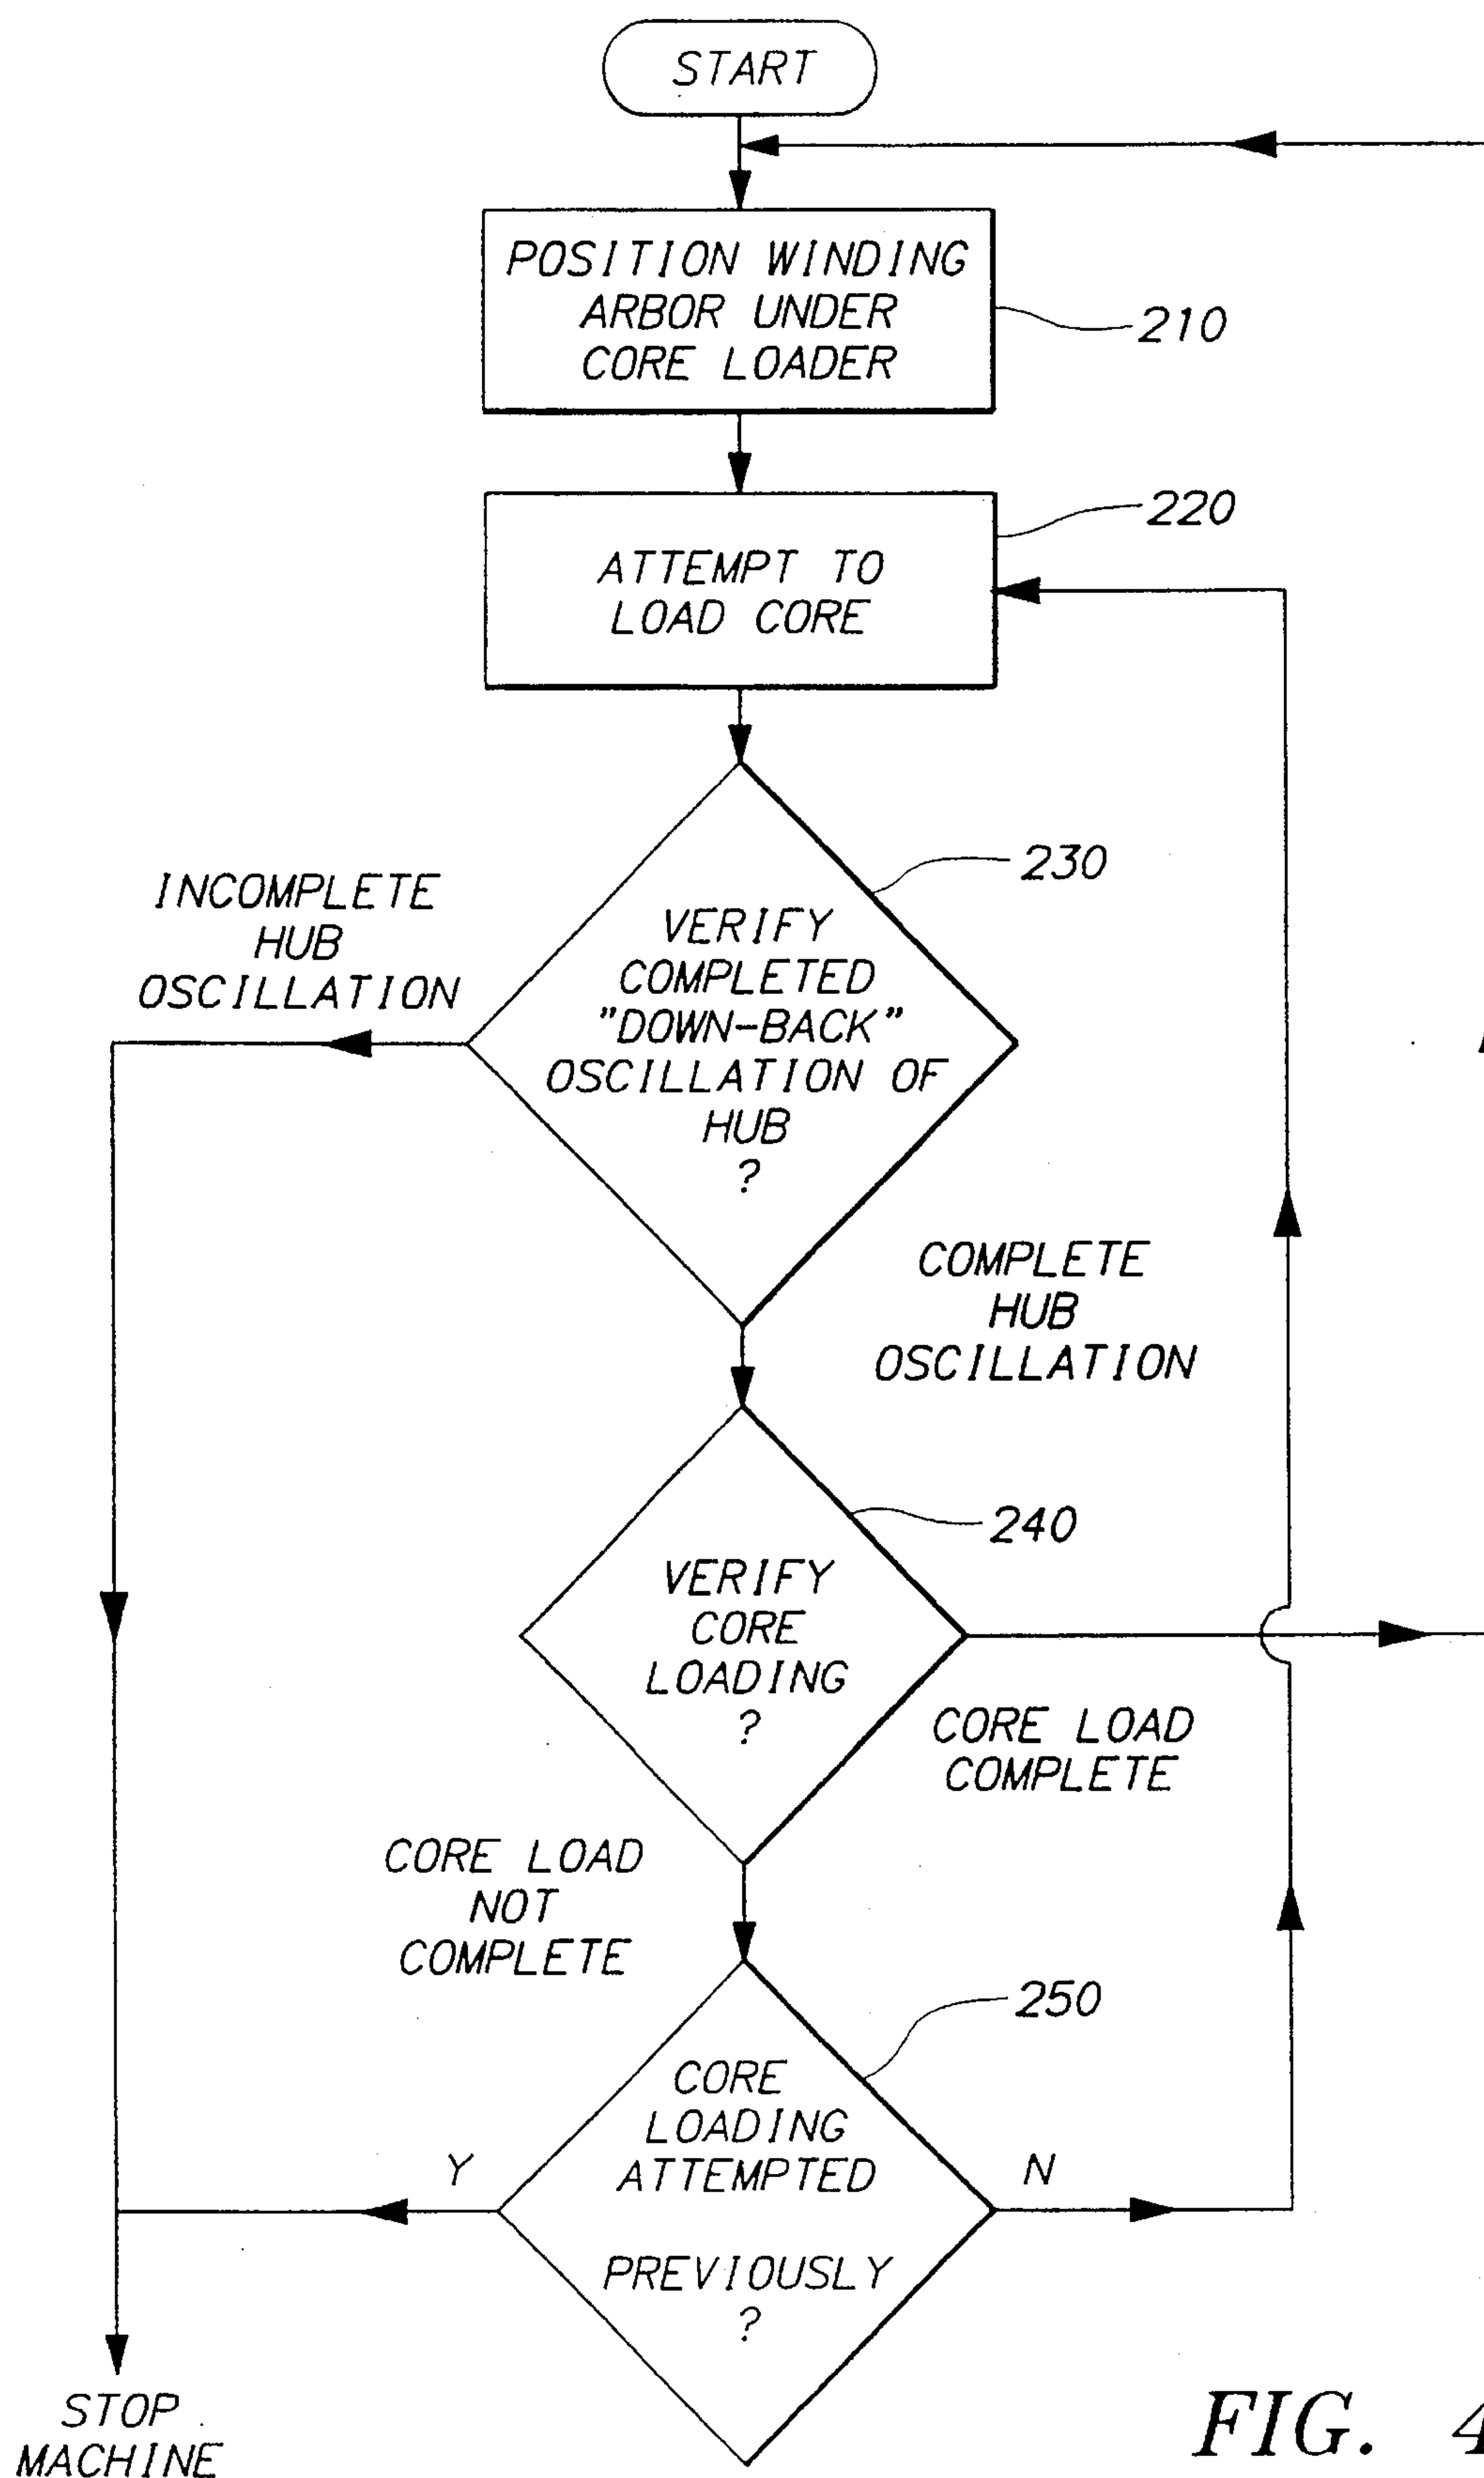 START
POSITION WINDING
ARBOR UNDER
CORE LOADER
210
220
ATTEMPT TO
LOAD CORE
230
INCOMPLETE
HUB
OSCILLATION
VERIFY
COMPLETED
"DOWN-BACK"
OSCILLATION OF
HUB
?
COMPLETE
HUB
OSCILLATION
240
VERIFY
CORE
LOADING
?
CORE LOAD
COMPLETE
CORE LOAD
NOT
COMPLETE
250
CORE
LOADING
ATTEMPTED
PREVIOUSLY
?
Y
N
STOP
MACHINE
FIG. 4